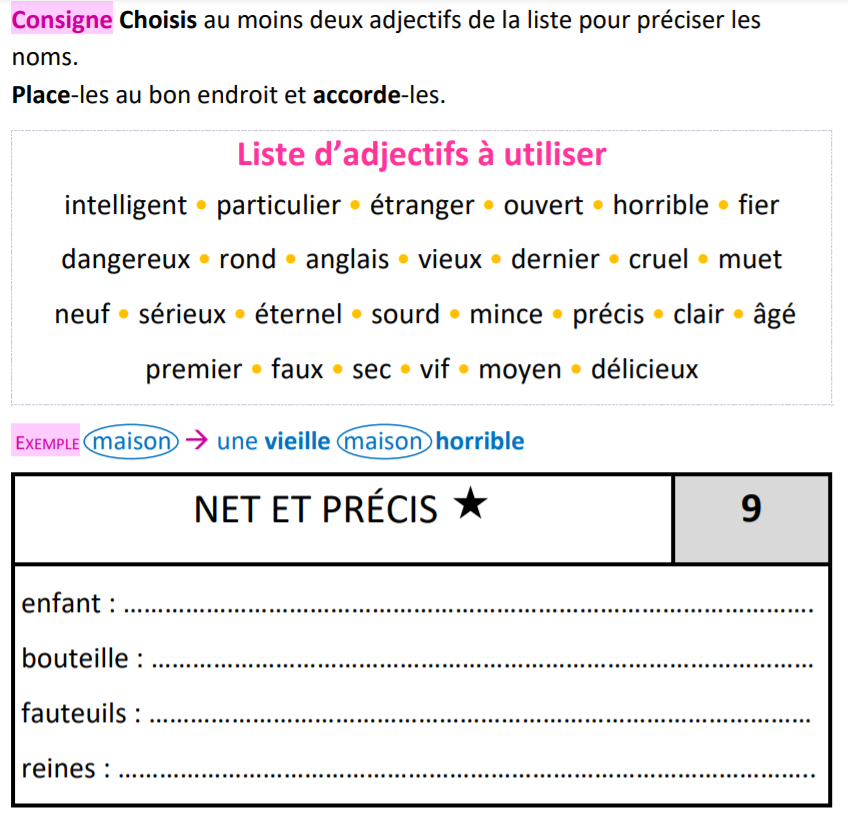 Consigne Choisis au moins deux adjectifs de la liste pour préciser les
noms.
Place-les au bon endroit et accorde-les.
Liste d’adjectifs à utiliser
intelligent • particulier • étranger • ouvert • horrible • fier
dangereux • rond • anglais • vieux • dernier • cruel • muet
neuf • sérieux • éternel • sourd • mince • précis • clair • âgé
premier • faux • sec • vif • moyen • délicieux
EXEMPLE maison → une vieille maison horrible
NET ET PRÉCIS ★ 9
enfant : ……………………………………………………………………………………….
bouteille : ……………………………………………………………………………………
fauteuils : ……………………………………………………………………………………
reines : ………………………………………………………………………………………..